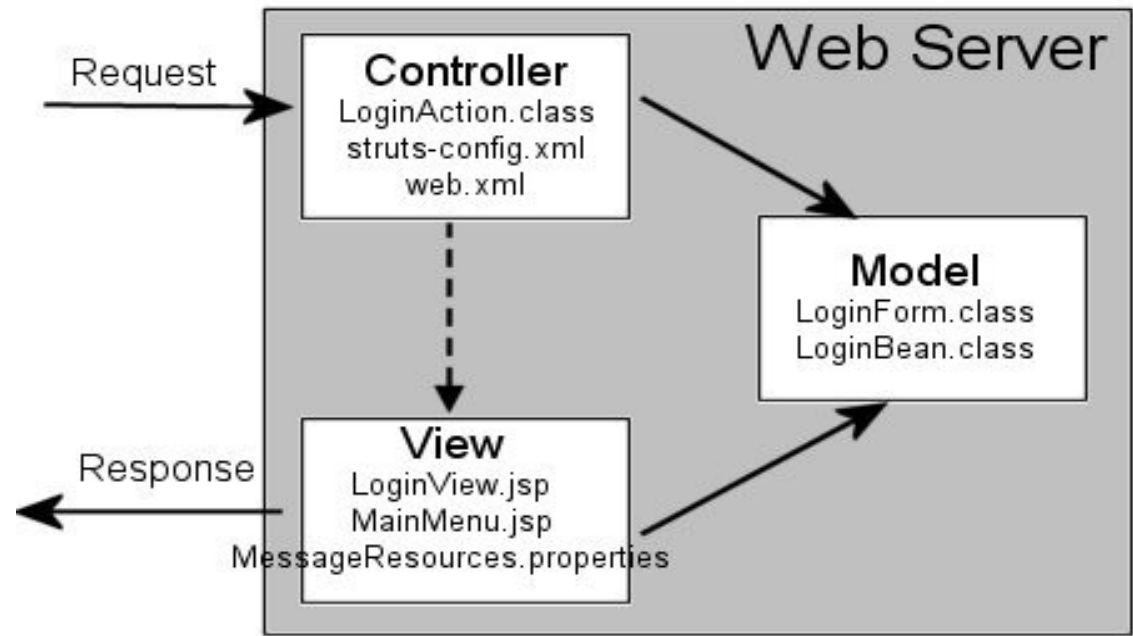 Web Server
Request
Controller
LoginAction.class
struts-config.xml
web.xml
Model
LoginForm.class
LoginBean.class
Response
View
LoginView.jsp
MainMenu.jsp
MessageResources.properties